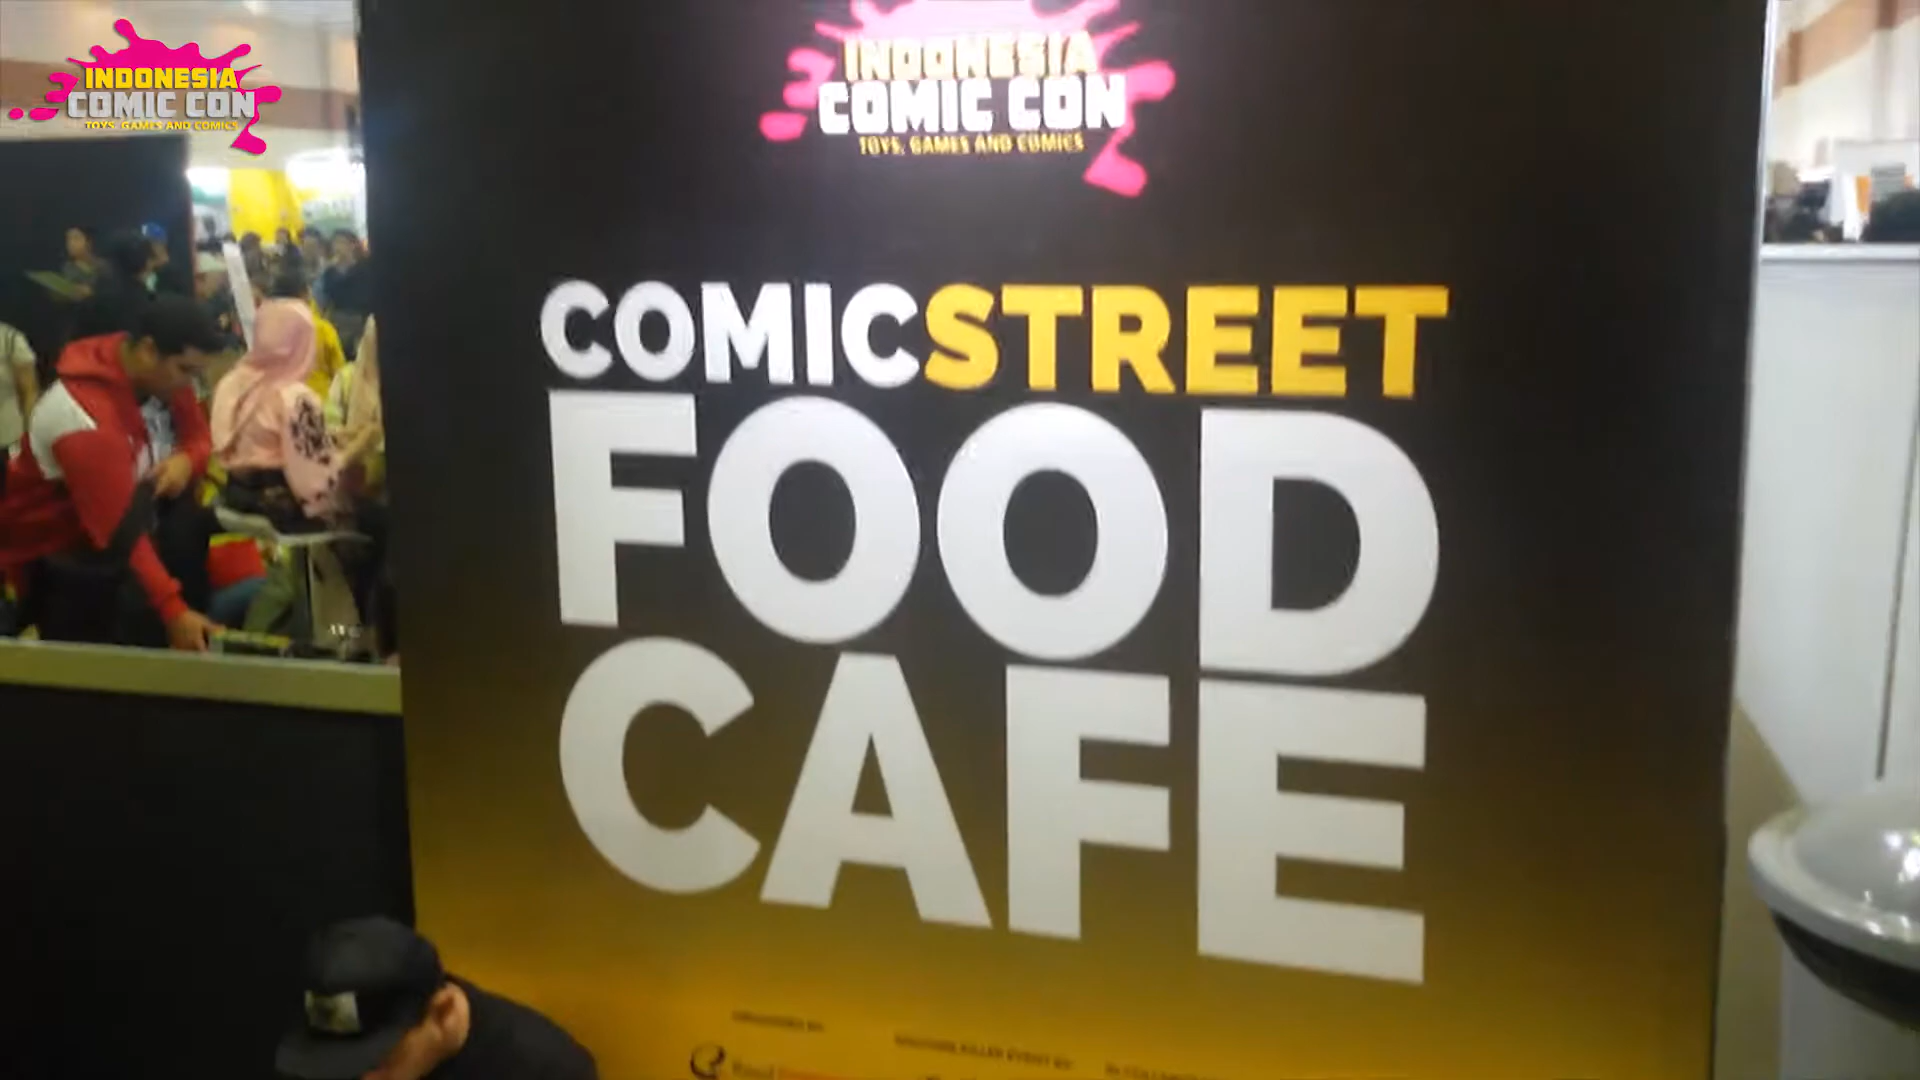 INDONESIA
COMIC CON
TOYS, GAMES AND COMICS
INDONESIA
COMIC CON
TOYS, GAMES AND COMICS
COMICSTREET
FOOD
CAFE